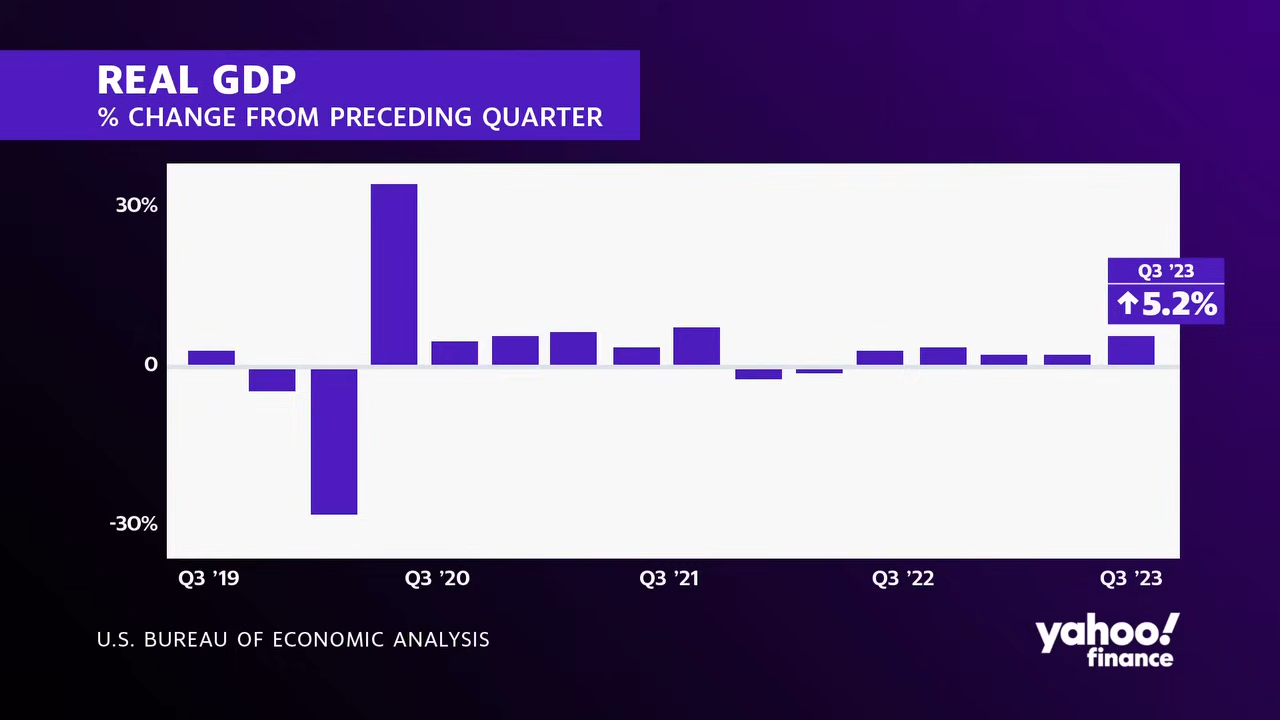 REAL GDP
% CHANGE FROM PRECEDING QUARTER
30%
0
-30%
Q3 ’23
↑5.2%
Q3 ’19
Q3 ’20
Q3 ’21
Q3 ’22
Q3 ’23
U.S. BUREAU OF ECONOMIC ANALYSIS
yahoo!
finance